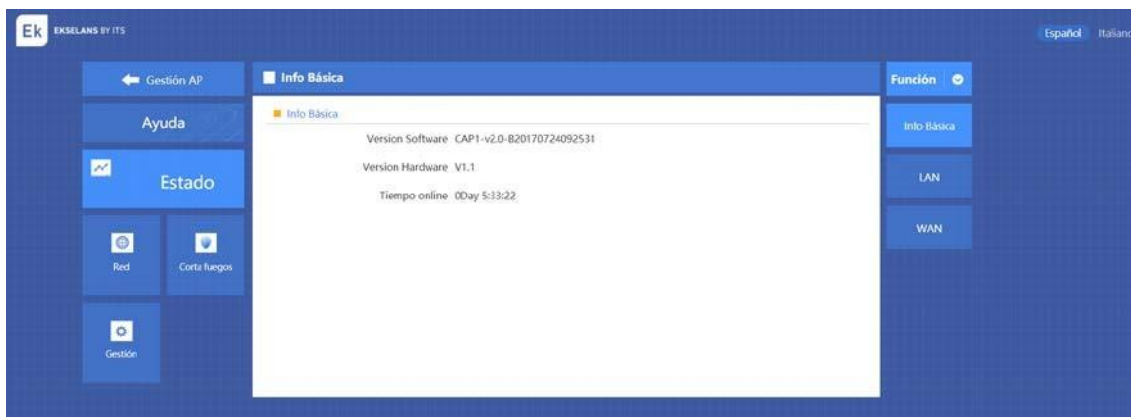 Ek EKSELANS BY ITS
Español Italiano
Gestión AP
Ayuda
Estado
Red
Corta fuegos
Gestión
Info Básica
Info Básica
Version Software CAP1-v2.0-B20170724092531
Version Hardware V1.1
Tiempo online 0Day 5:33:22
Función
Info Básica
LAN
WAN